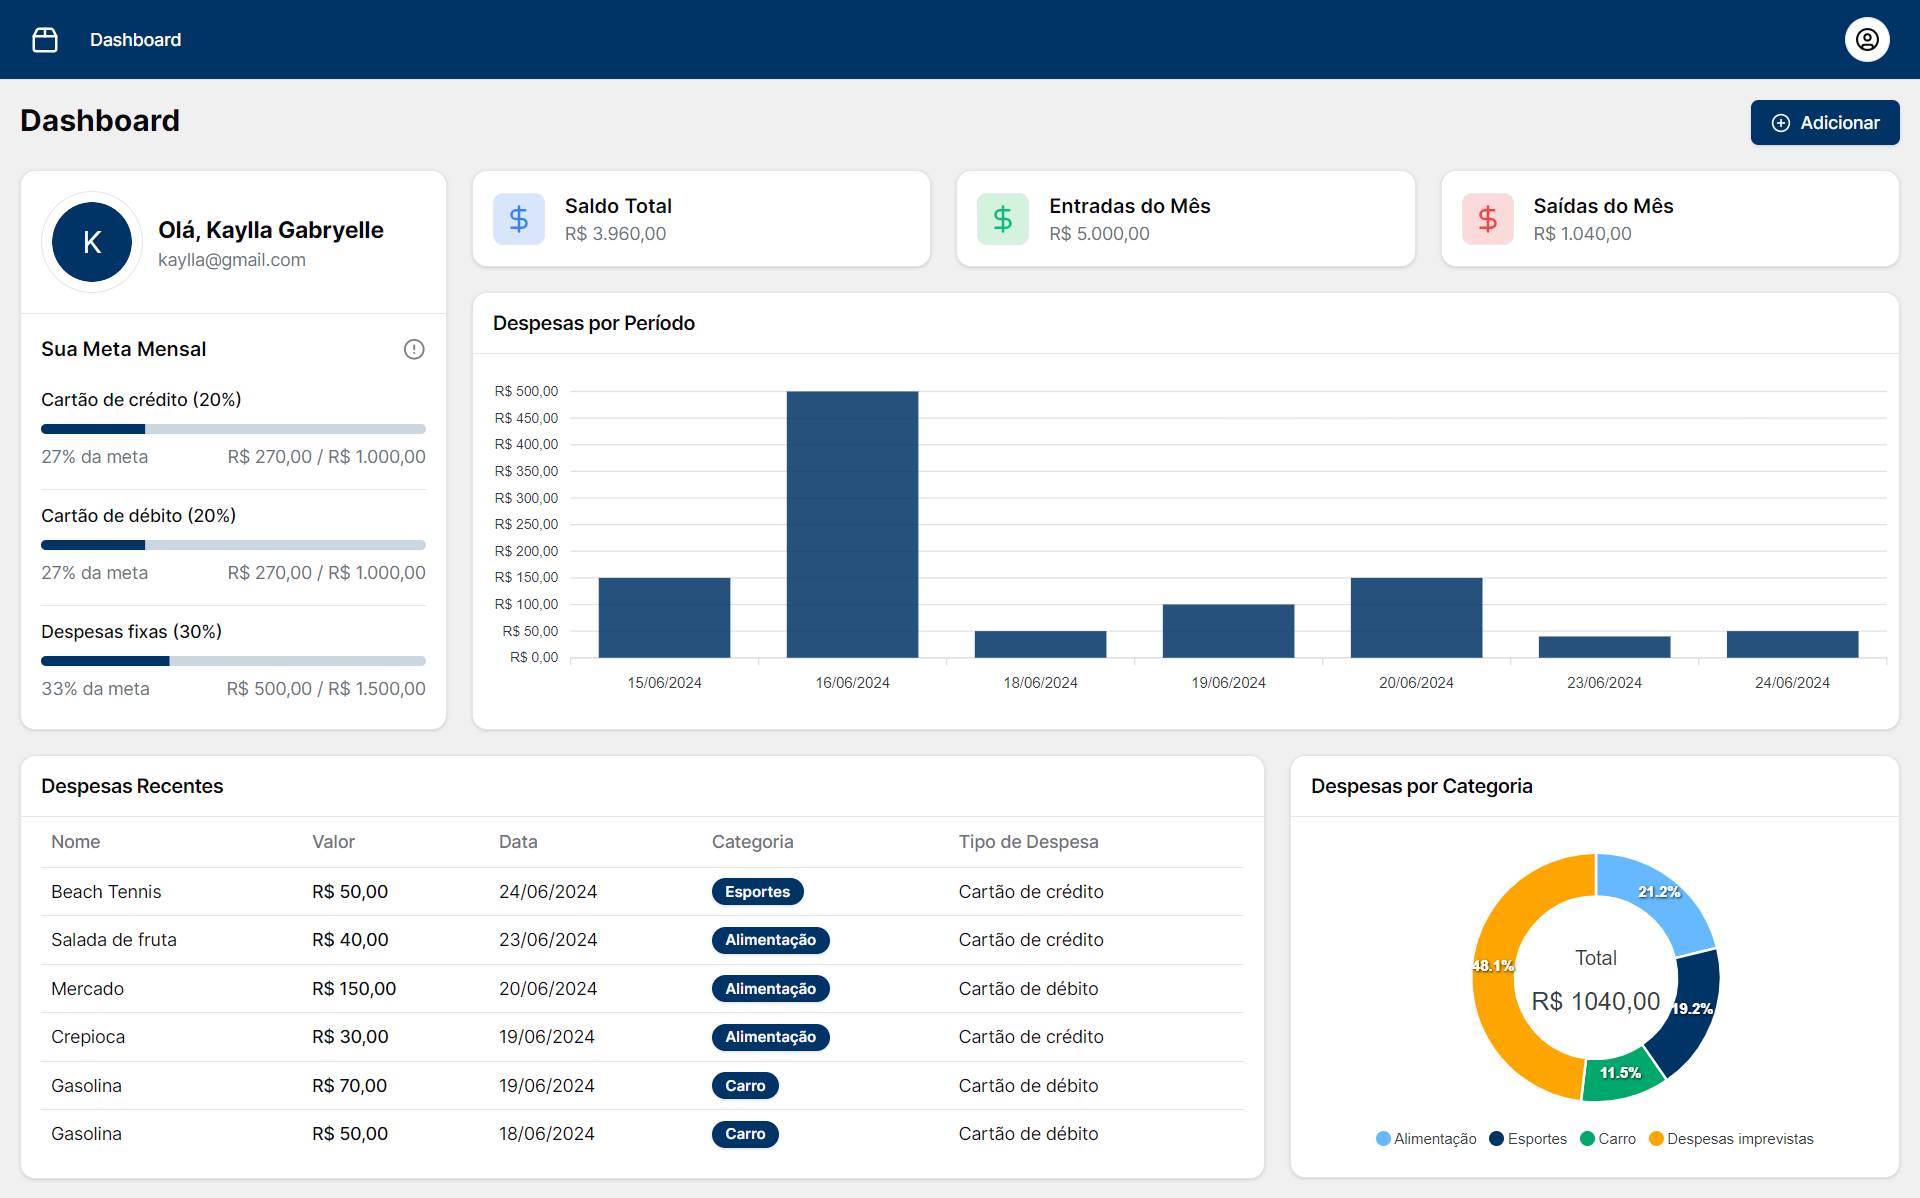 Dashboard
Dashboard
Adicionar
K
Olá, Kaylla Gabryelle
kaylla@gmail.com
Sua Meta Mensal
Cartão de crédito (20%)
27% da meta R$ 270,00 / R$ 1.000,00
Cartão de débito (20%)
27% da meta R$ 270,00 / R$ 1.000,00
Despesas fixas (30%)
33% da meta R$ 500,00 / R$ 1.500,00
Saldo Total
R$ 3.960,00
Entradas do Mês
R$ 5.000,00
Saídas do Mês
R$ 1.040,00
Despesas por Período
R$ 500,00
R$ 450,00
R$ 400,00
R$ 350,00
R$ 300,00
R$ 250,00
R$ 200,00
R$ 150,00
R$ 100,00
R$ 50,00
R$ 0,00
15/06/2024 16/06/2024 18/06/2024 19/06/2024 20/06/2024 23/06/2024 24/06/2024
Despesas Recentes
Nome Valor Data Categoria Tipo de Despesa
Beach Tennis R$ 50,00 24/06/2024 Esportes Cartão de crédito
Salada de fruta R$ 40,00 23/06/2024 Alimentação Cartão de crédito
Mercado R$ 150,00 20/06/2024 Alimentação Cartão de débito
Crepioca R$ 30,00 19/06/2024 Alimentação Cartão de crédito
Gasolina R$ 70,00 19/06/2024 Carro Cartão de débito
Gasolina R$ 50,00 18/06/2024 Carro Cartão de débito
Despesas por Categoria
21.2%
48.1%
Total
R$ 1040,00
19.2%
11.5%
Alimentação Esportes Carro Despesas imprevistas